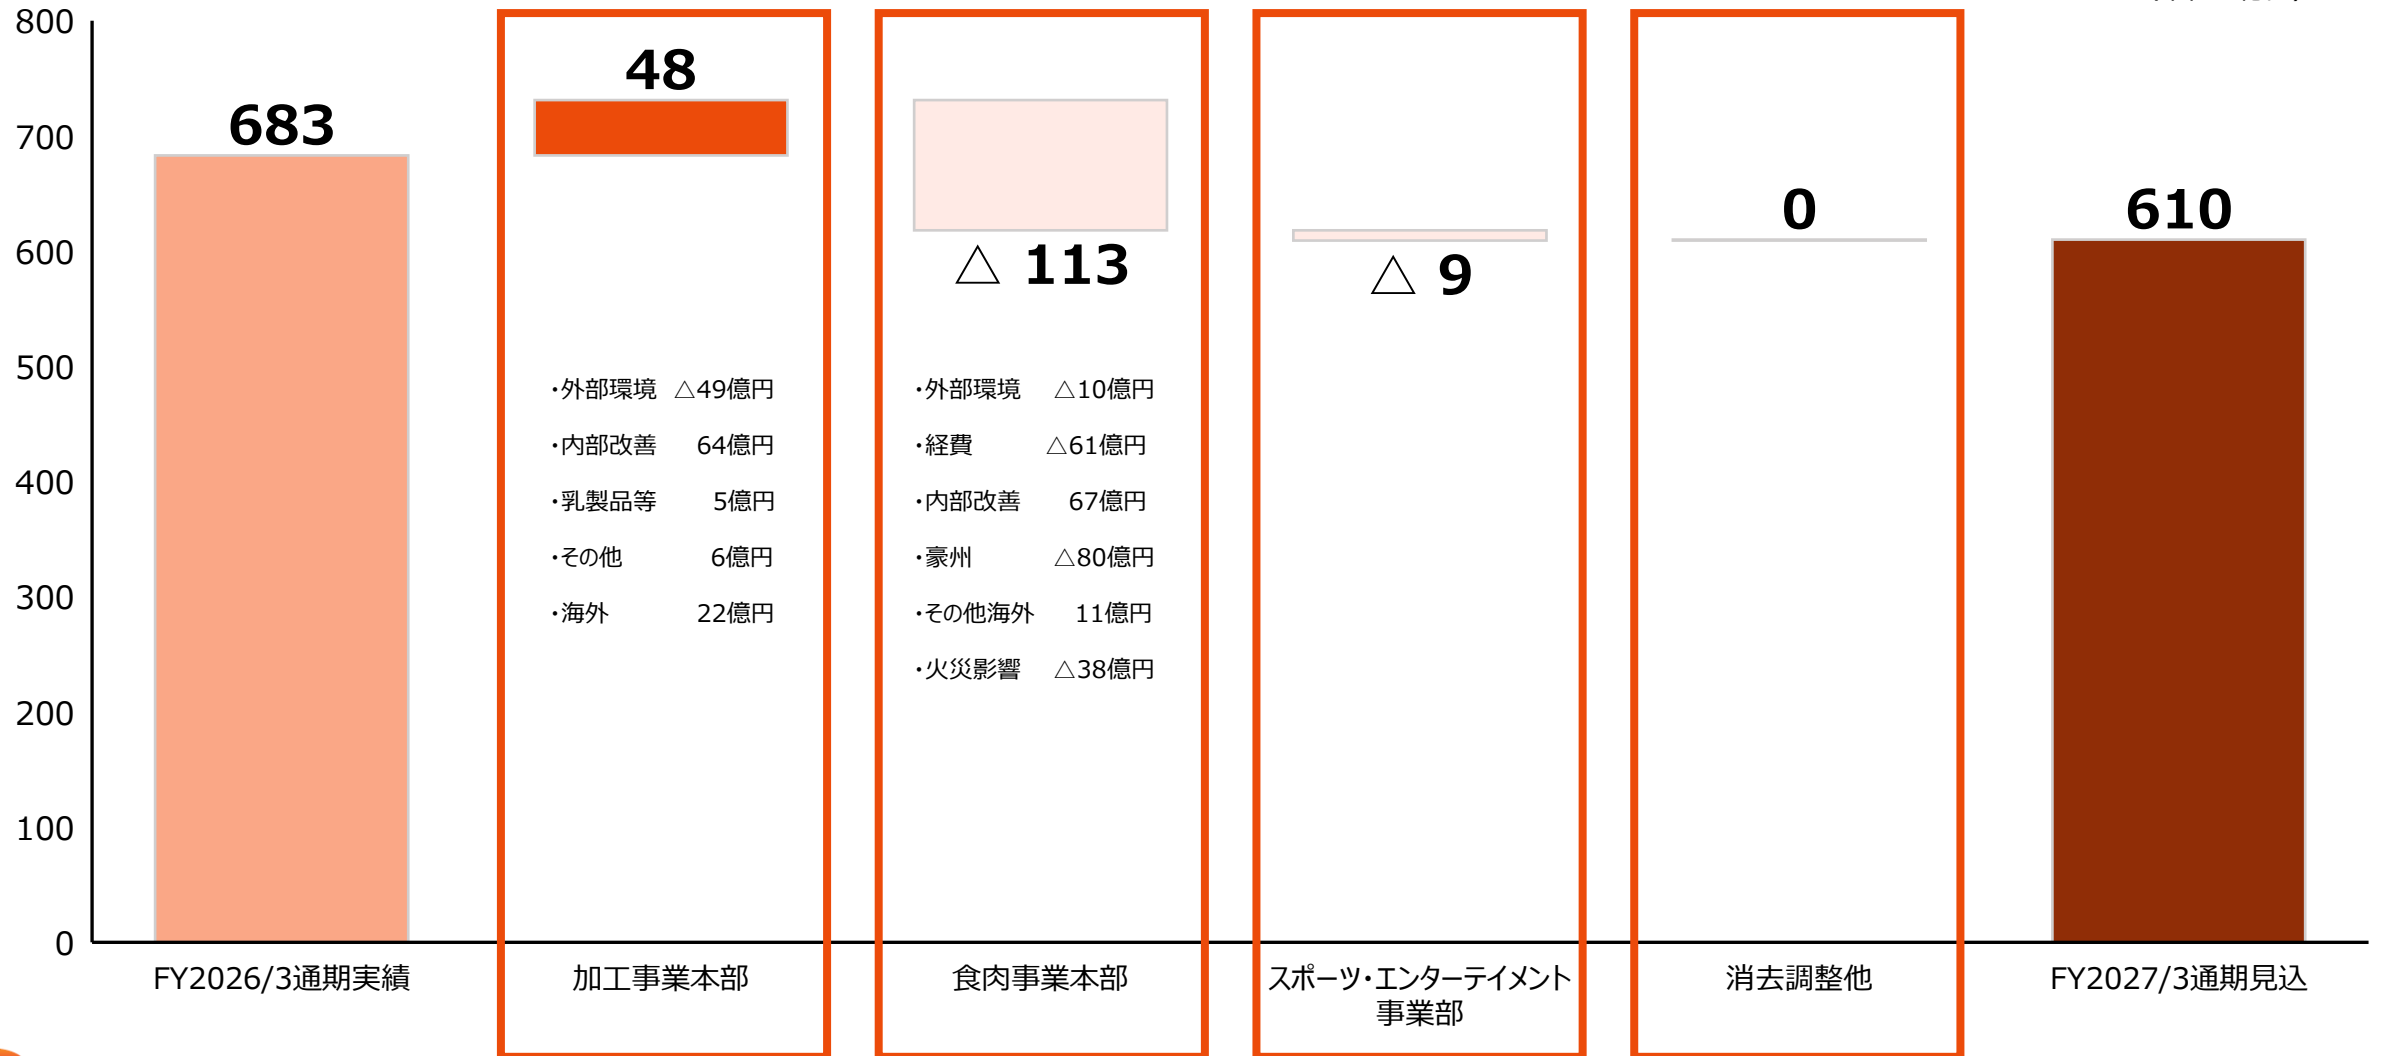 800
700
600
500
400
300
200
100
0
683
48
△ 113
△ 9
0
610
・外部環境 △49億円
・内部改善 64億円
・乳製品等 5億円
・その他 6億円
・海外 22億円
・外部環境 △10億円
・経費 △61億円
・内部改善 67億円
・豪州 △80億円
・その他海外 11億円
・火災影響 △38億円
FY2026/3通期実績
加工事業本部
食肉事業本部
スポーツ・エンターテイメント
事業部
消去調整他
FY2027/3通期見込